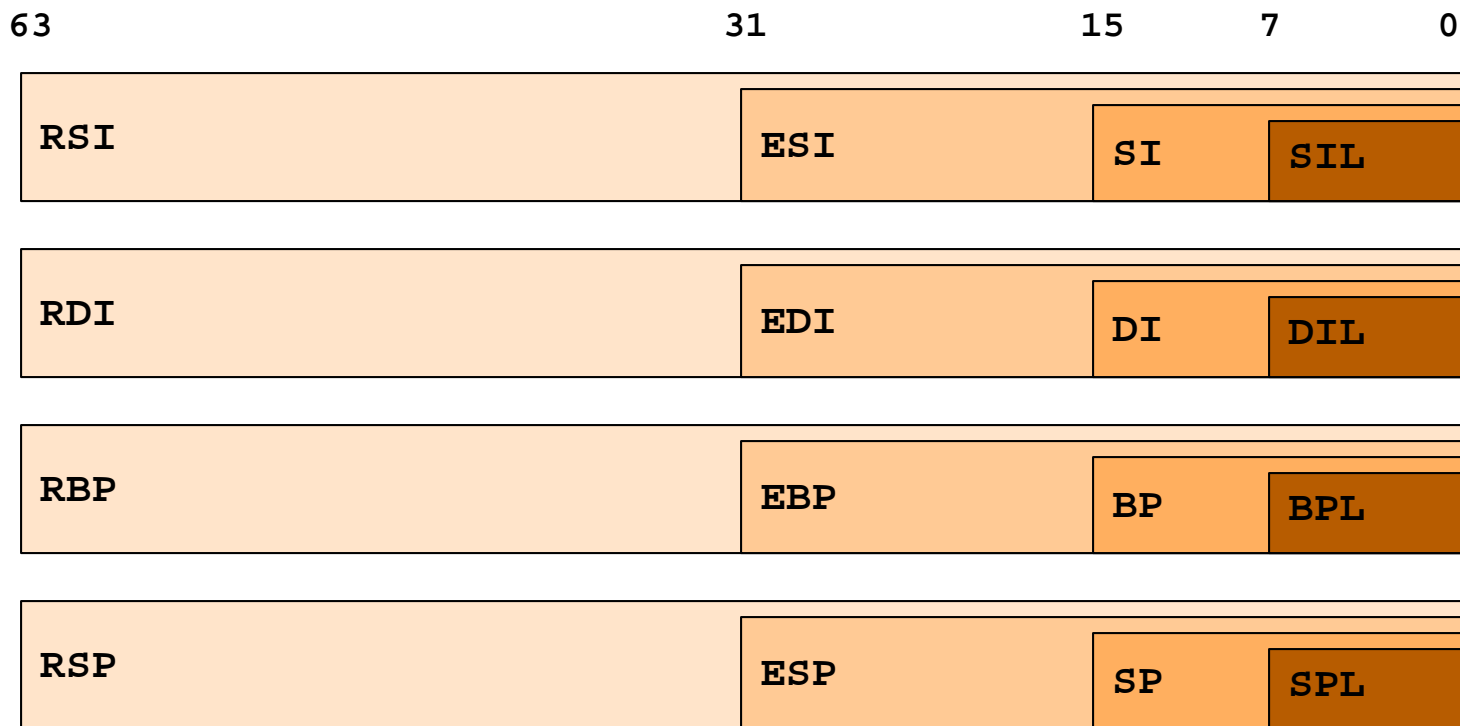 63 31 15 7 0
RSI ESI SI SIL
RDI EDI DI DIL
RBP EBP BP BPL
RSP ESP SP SPL